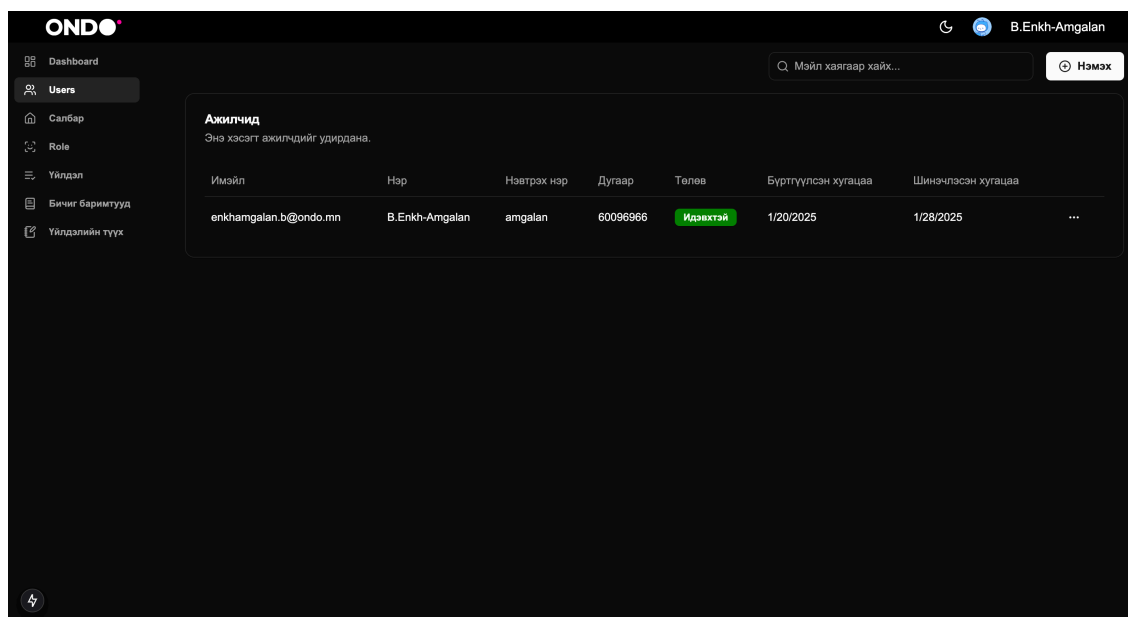 ONDO
B.Enkh-Amgalan
Dashboard
Users
Салбар
Role
Үйлдэл
Бичиг баримтууд
Үйлдэлийн түүх
Мэйл хаягаар хайх...
Нэмэх
Ажилчид
Энэ хэсэгт ажилчдийг удирдана.
Имэйл Нэр Нэвтрэх нэр Дугаар Төлөв Бүртгүүлсэн хугацаа Шинэчлэсэн хугацаа
enkhamgalan.b@ondo.mn B.Enkh-Amgalan amgalan 60096966 Идэвхтэй 1/20/2025 1/28/2025 ...